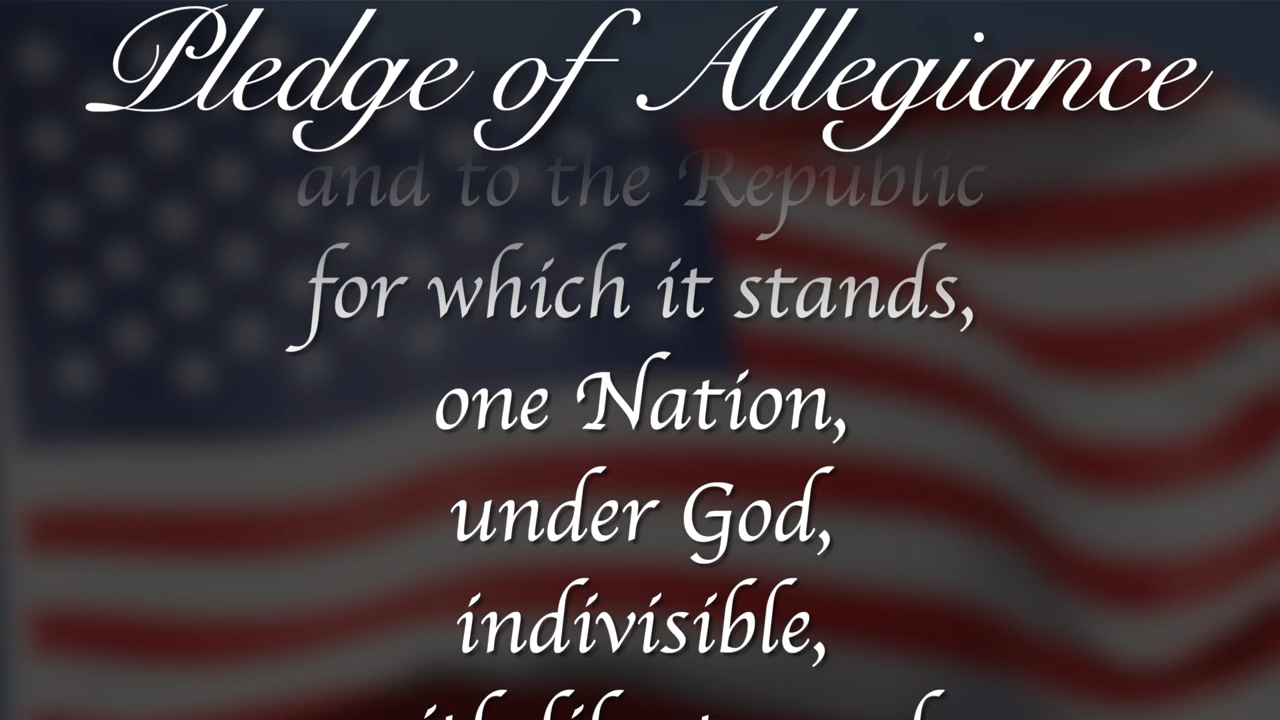 Pledge of Allegiance
and to the Republic
for which it stands,
one Nation,
under God,
indivisible,